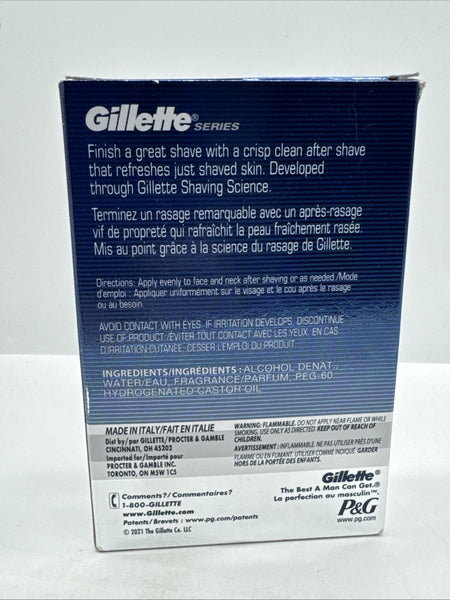 Gillette® SERIES
Finish a great shave with a crisp clean after shave
that refreshes just shaved skin. Developed
through Gillette Shaving Science.
Terminez un rasage remarquable avec un après-rasage
vif de propreté qui rafraîchit la peau fraîchement rasée.
Mis au point grâce à la science du rasage de Gillette.
Directions: Apply evenly to face and neck after shaving or as needed./Mode
d'emploi : Appliquer uniformément sur le visage et le cou après le rasage
ou au besoin.
AVOID CONTACT WITH EYES. IF IRRITATION DEVELOPS, DISCONTINUE
USE OF PRODUCT./ÉVITER TOUT CONTACT AVEC LES YEUX. EN CAS
D'IRRITATION CUTANÉE, CESSER L'EMPLOI DU PRODUIT.
INGREDIENTS/INGRÉDIENTS: ALCOHOL DENAT.,
WATER/EAU, FRAGRANCE/PARFUM, PEG-60
HYDROGENATED CASTOR OIL
MADE IN ITALY/FAIT EN ITALIE
Dist by/per GILLETTE/PROCTER & GAMBLE
CINCINNATI, OH 45202
Imported for/importé pour
PROCTER & GAMBLE INC.
TORONTO, ON M5W 1C5
WARNING: FLAMMABLE. DO NOT APPLY NEAR FLAME OR WHILE
SMOKING. USE ONLY AS DIRECTED. KEEP OUT OF REACH OF
CHILDREN.
AVERTISSEMENT : INFLAMMABLE. NE PAS UTILISER PRÈS D'UNE
FLAMME OU EN FUMANT. UTILISER COMME INDIQUÉ. GARDER
HORS DE LA PORTÉE DES ENFANTS.
Comments?/Commentaires?
1-800-GILLETTE
www.Gillette.com
Patents/Brevets : www.pg.com/patents
© 2021 The Gillette Co. LLC
Gillette®
The Best A Man Can Get.®
La perfection au masculin™.
P&G
www.pg.com